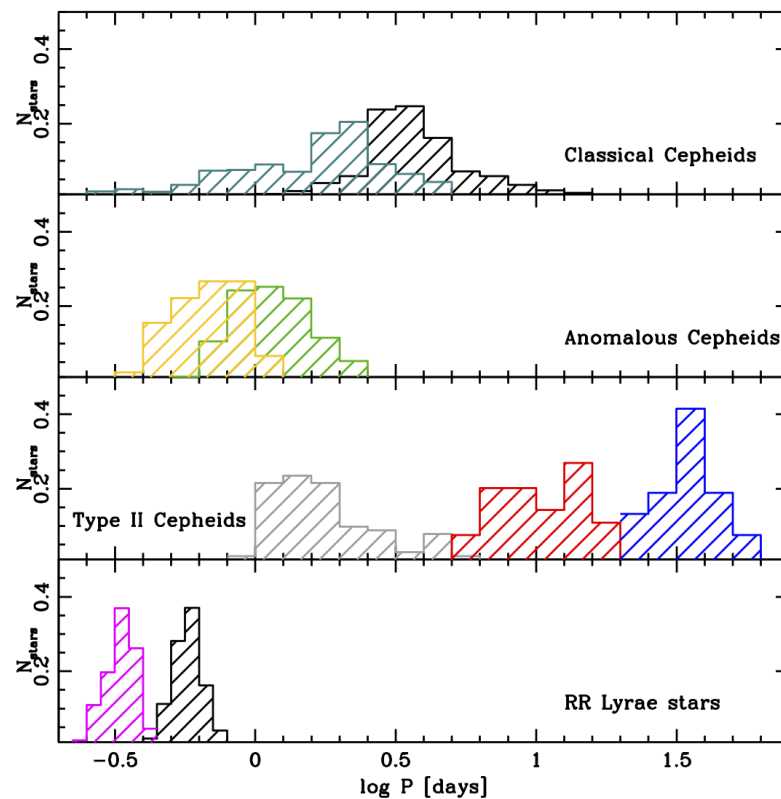 0.4
0.2
N_stars
Classical Cepheids
0.4
0.2
N_stars
Anomalous Cepheids
0.4
0.2
N_stars
Type II Cepheids
0.4
0.2
N_stars
RR Lyrae stars
−0.5 0 0.5 1 1.5
log P [days]